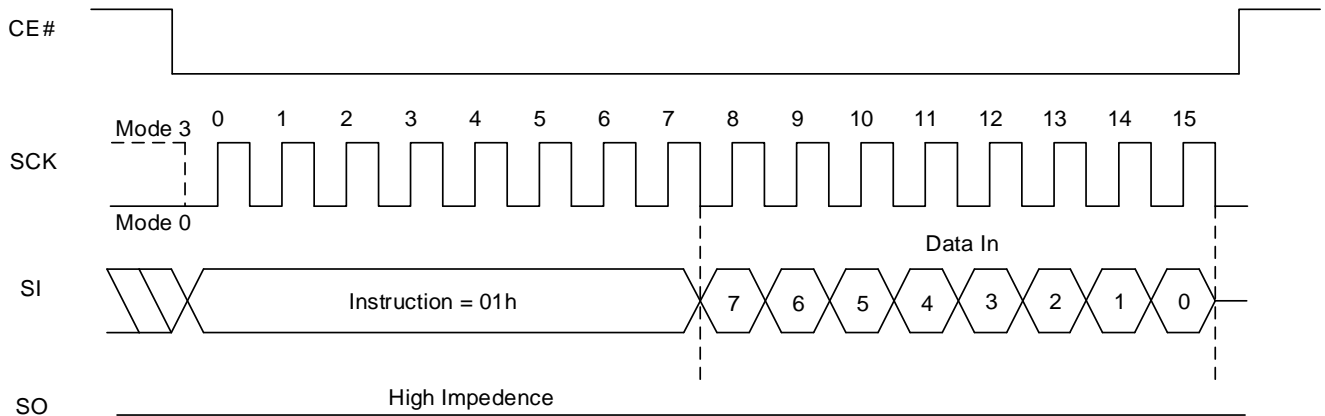 CE#
Mode 3 0 1 2 3 4 5 6 7 8 9 10 11 12 13 14 15
SCK
Mode 0
Data In
SI Instruction = 01h 7 6 5 4 3 2 1 0
High Impedence
SO